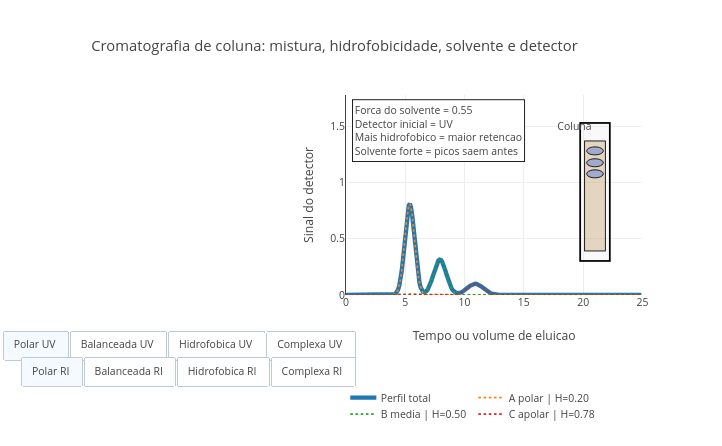 Cromatografia de coluna: mistura, hidrofobicidade, solvente e detector
Forca do solvente = 0.55
Detector inicial = UV
Mais hidrofobico = maior retencao
Solvente forte = picos saem antes
Coluna
Sinal do detector
1.5
1
0.5
0
0
5
10
15
20
25
Tempo ou volume de eluicao
Polar UV
Balanceada UV
Hidrofobica UV
Complexa UV
Polar RI
Balanceada RI
Hidrofobica RI
Complexa RI
Perfil total
A polar | H=0.20
B media | H=0.50
C apolar | H=0.78